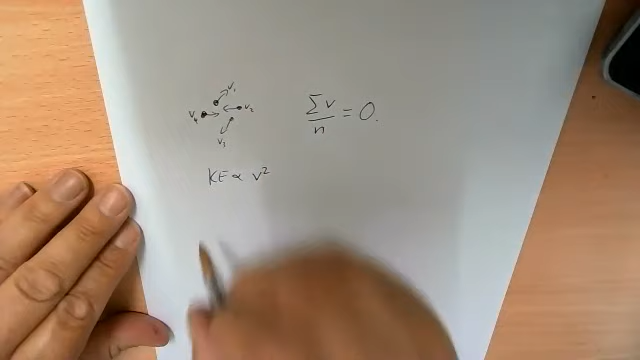 v₁
v₄ v₂ Σv/n = 0.
v₃
KE ∝ v²